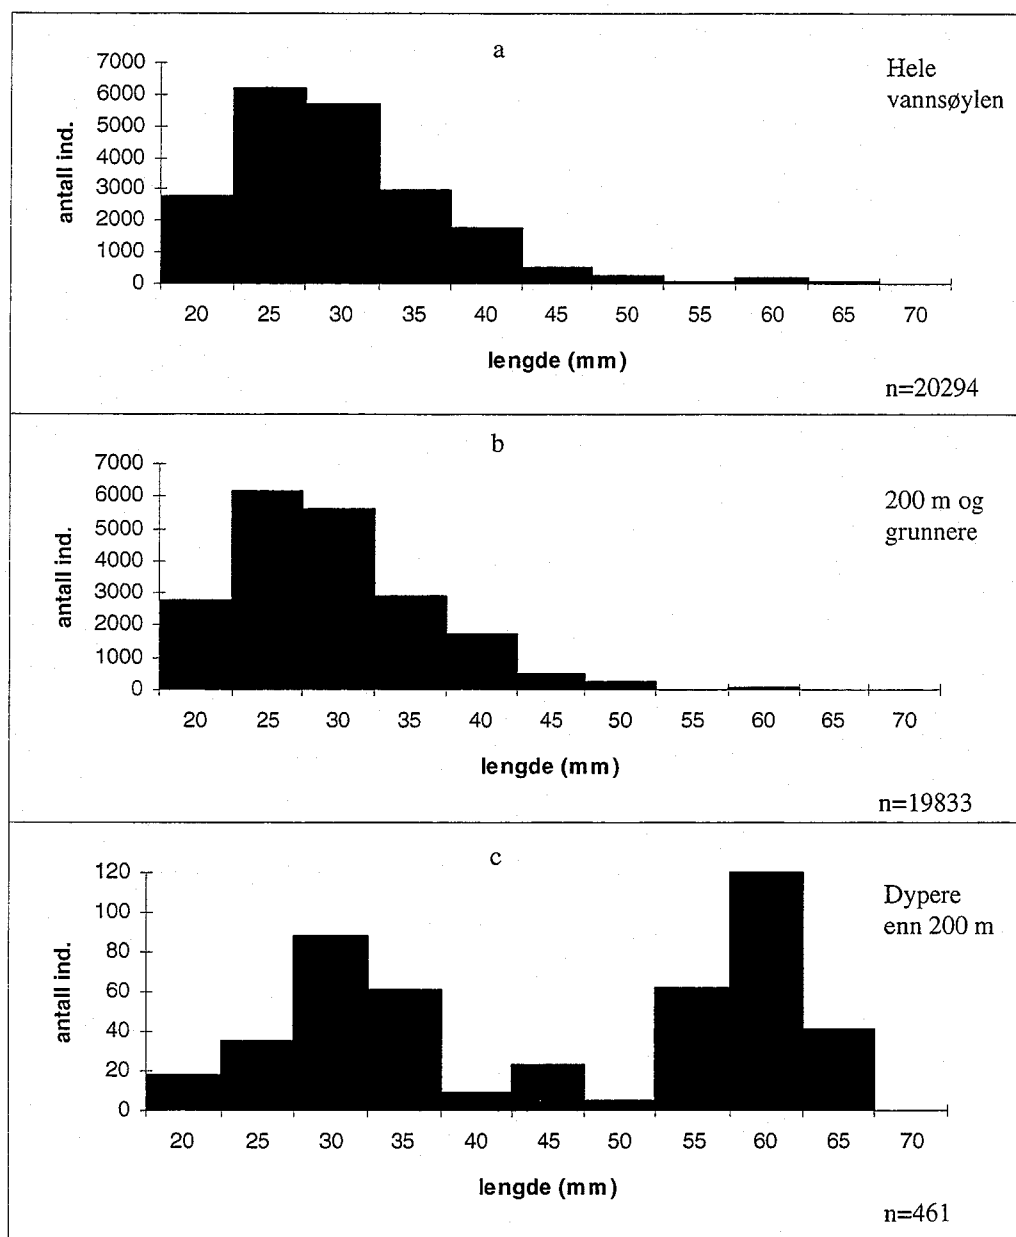 a
Hele
vannsøylen
antall ind.
7000
6000
5000
4000
3000
2000
1000
0
20 25 30 35 40 45 50 55 60 65 70
lengde (mm)
n=20294
b
200 m og
grunnere
antall ind.
7000
6000
5000
4000
3000
2000
1000
0
20 25 30 35 40 45 50 55 60 65 70
lengde (mm)
n=19833
c
Dypere
enn 200 m
antall ind.
120
100
80
60
40
20
0
20 25 30 35 40 45 50 55 60 65 70
lengde (mm)
n=461